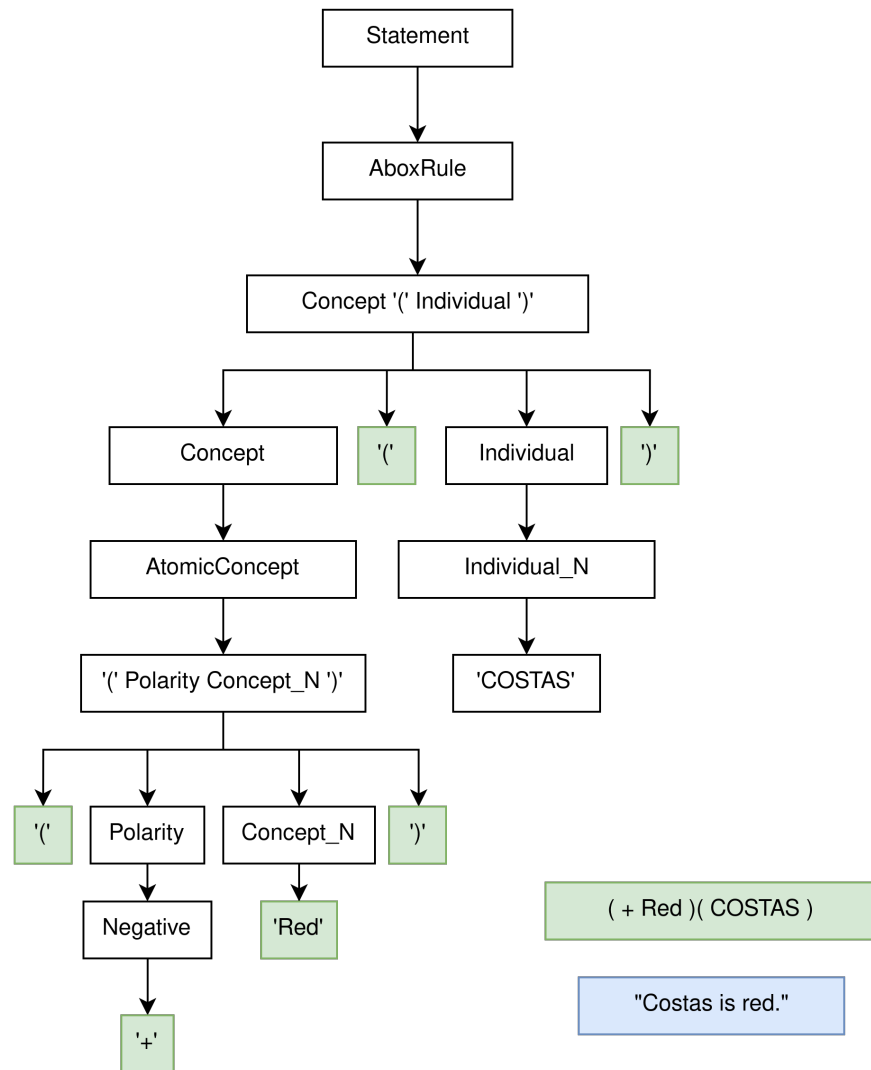 Statement
AboxRule
Concept '(' Individual ')'
Concept
'('
Individual
')'
AtomicConcept
Individual_N
'(' Polarity Concept_N ')'
'COSTAS'
'('
Polarity
Concept_N
')'
Negative
'Red'
( + Red )( COSTAS )
"Costas is red."
'+'